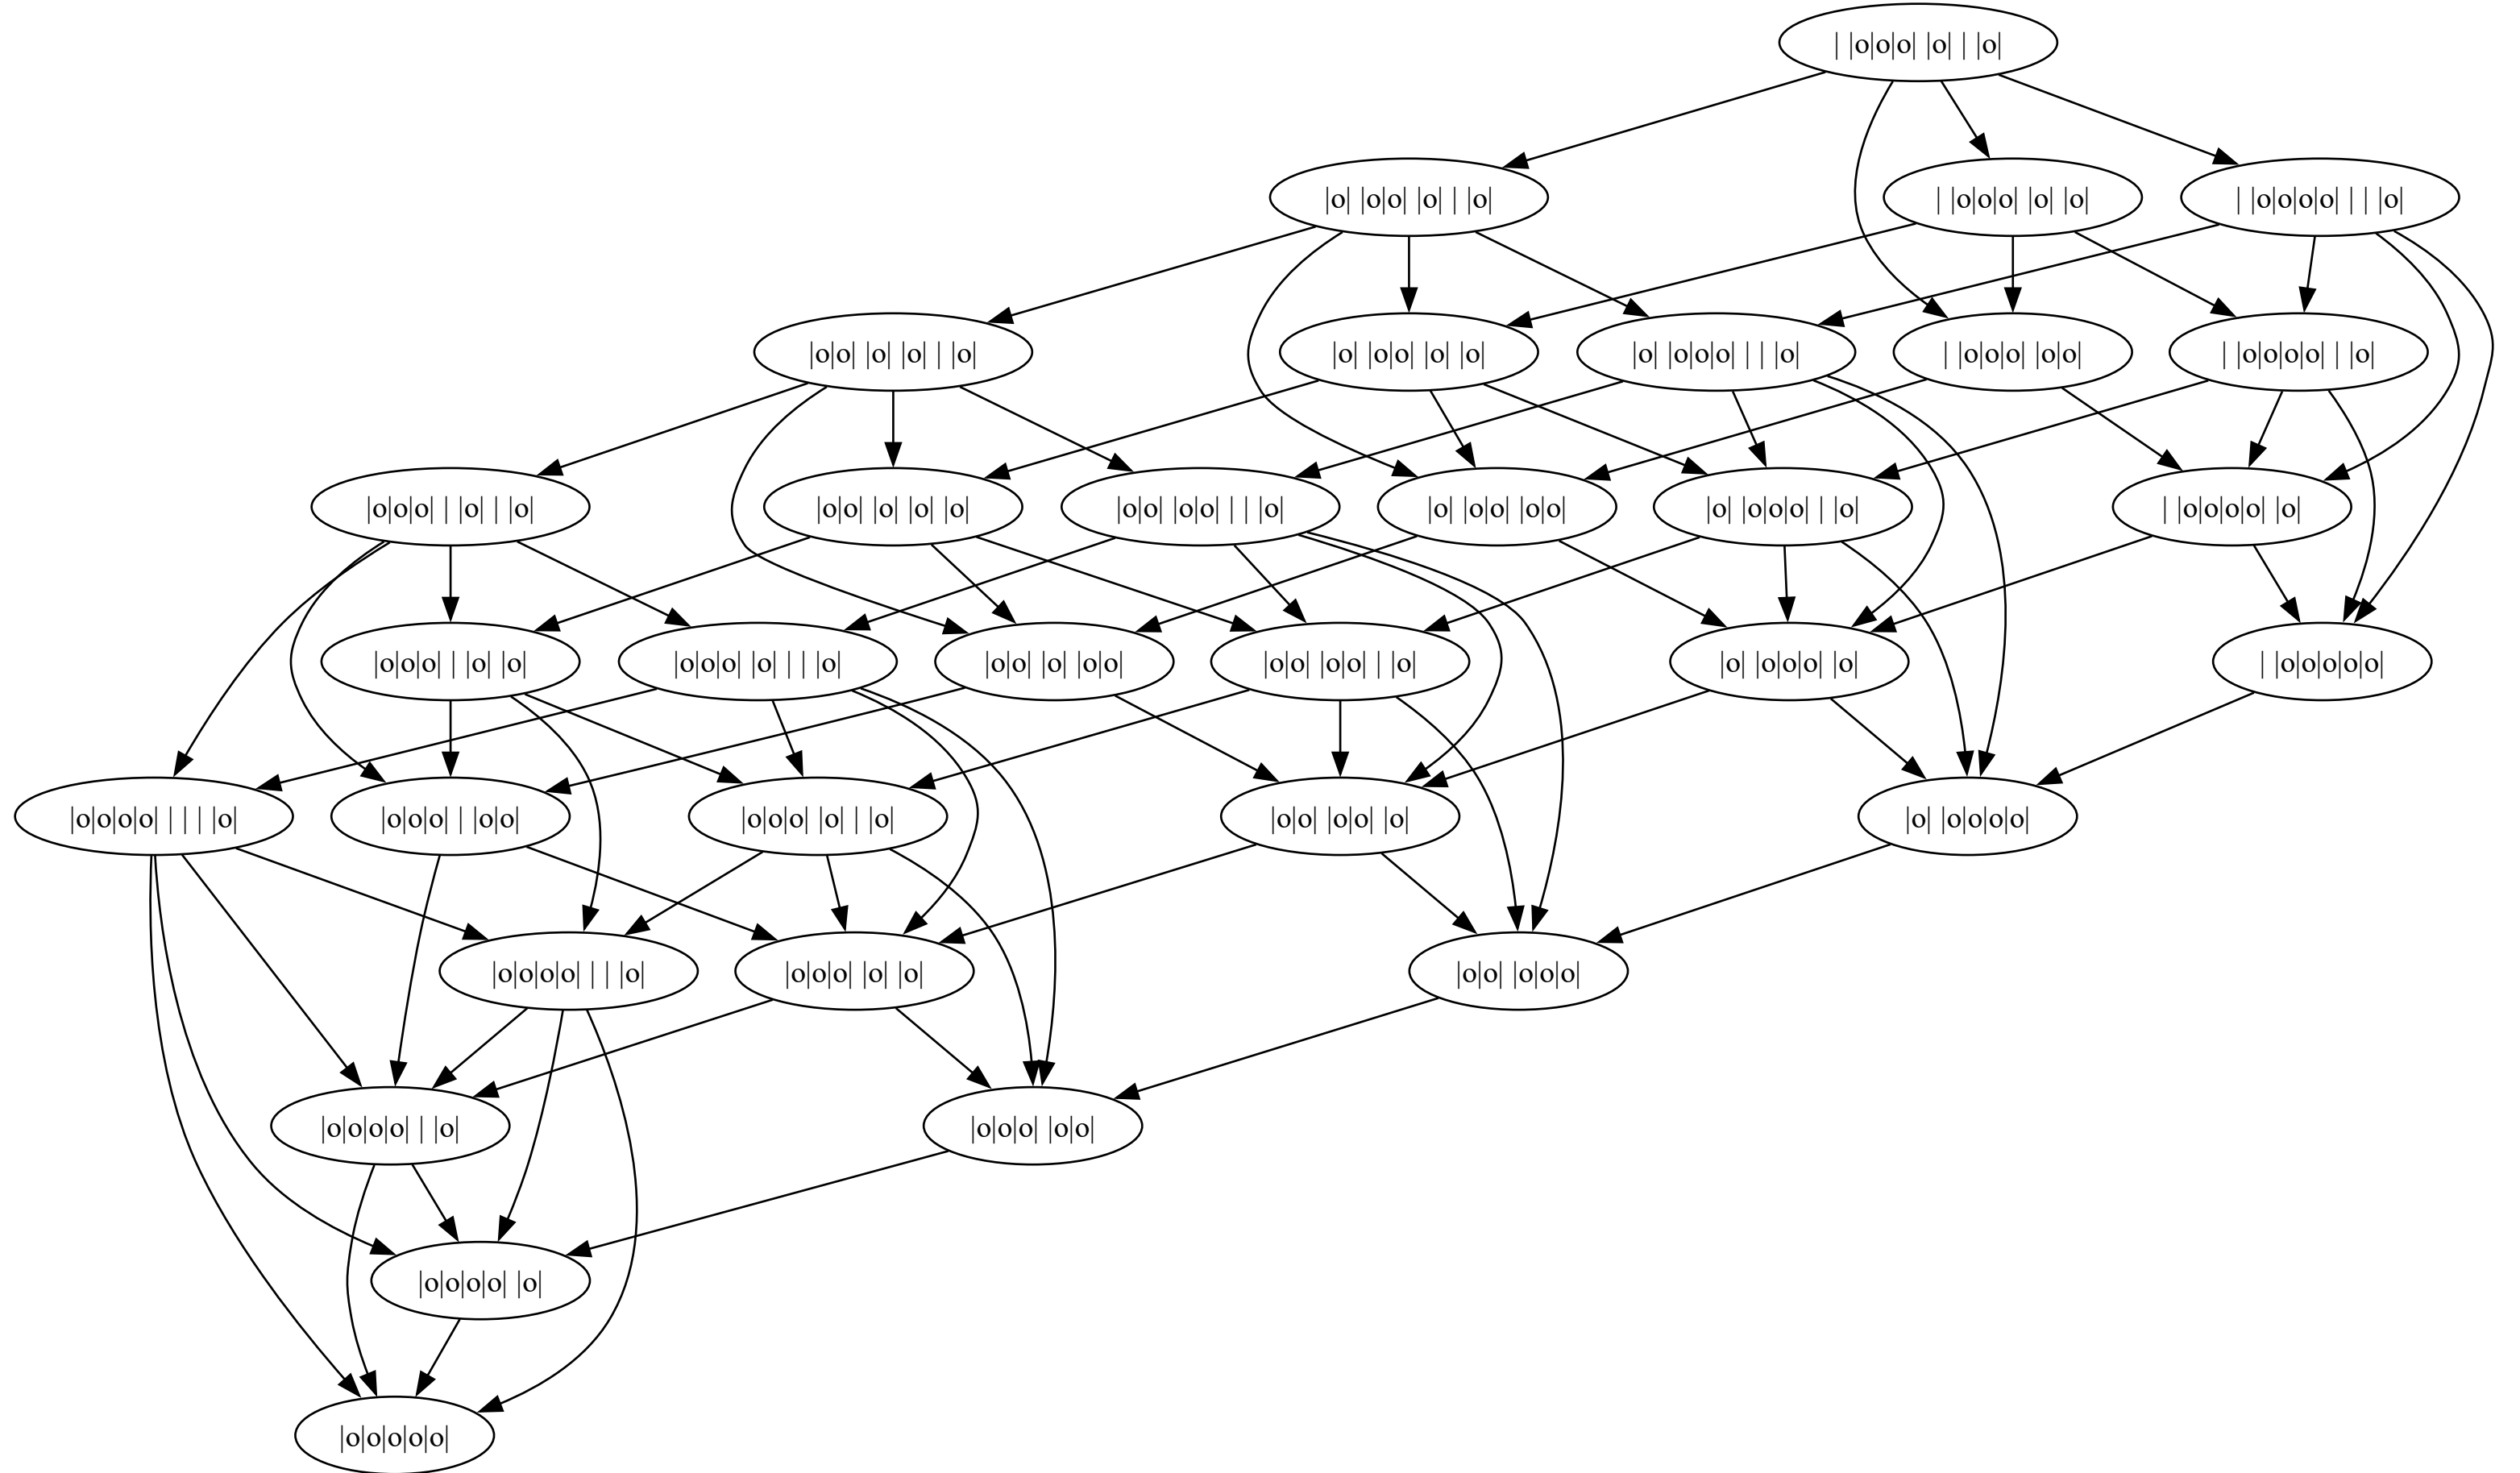 | |o|o|o| |o| | |o|
|o| |o|o| |o| | |o|
| |o|o|o| |o| |o|
| |o|o|o|o| | | |o|
|o|o| |o| |o| | |o|
|o| |o|o| |o| |o|
|o| |o|o|o| | | |o|
| |o|o|o| |o|o|
| |o|o|o|o| | |o|
|o|o|o| | |o| | |o|
|o|o| |o| |o| |o|
|o|o| |o|o| | | |o|
|o| |o|o| |o|o|
|o| |o|o|o| | |o|
| |o|o|o|o| |o|
|o|o|o| | |o| |o|
|o|o|o| |o| | | |o|
|o|o| |o| |o|o|
|o|o| |o|o| | |o|
|o| |o|o|o| |o|
| |o|o|o|o|o|
|o|o|o|o| | | | |o|
|o|o|o| | |o|o|
|o|o|o| |o| | |o|
|o|o| |o|o| |o|
|o| |o|o|o|o|
|o|o|o|o| | | |o|
|o|o|o| |o| |o|
|o|o| |o|o|o|
|o|o|o|o| | |o|
|o|o|o| |o|o|
|o|o|o|o| |o|
|o|o|o|o|o|